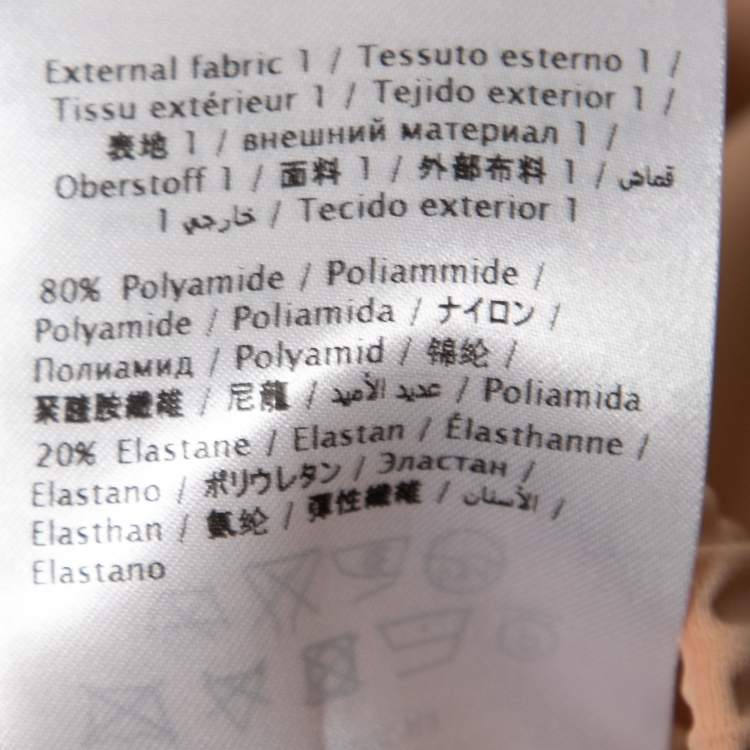 External fabric 1 / Tessuto esterno 1 /
Tissu extérieur 1 / Tejido exterior 1 /
表地 1 / внешний материал 1 /
Oberstoff 1 / 面料 1 / 外部布料 1 / قماش
خارجي 1 / Tecido exterior 1
80% Polyamide / Poliammide /
Polyamide / Poliamida / ナイロン /
Полиамид / Polyamid / 锦纶 /
聚醯胺纖維 / 尼龍 / عديد الأميد / Poliamida
20% Elastane / Elastan / Élasthanne /
Elastano / ポリウレタン / Эластан /
Elasthan / 氨纶 / 彈性纖維 / الأستان /
Elastano